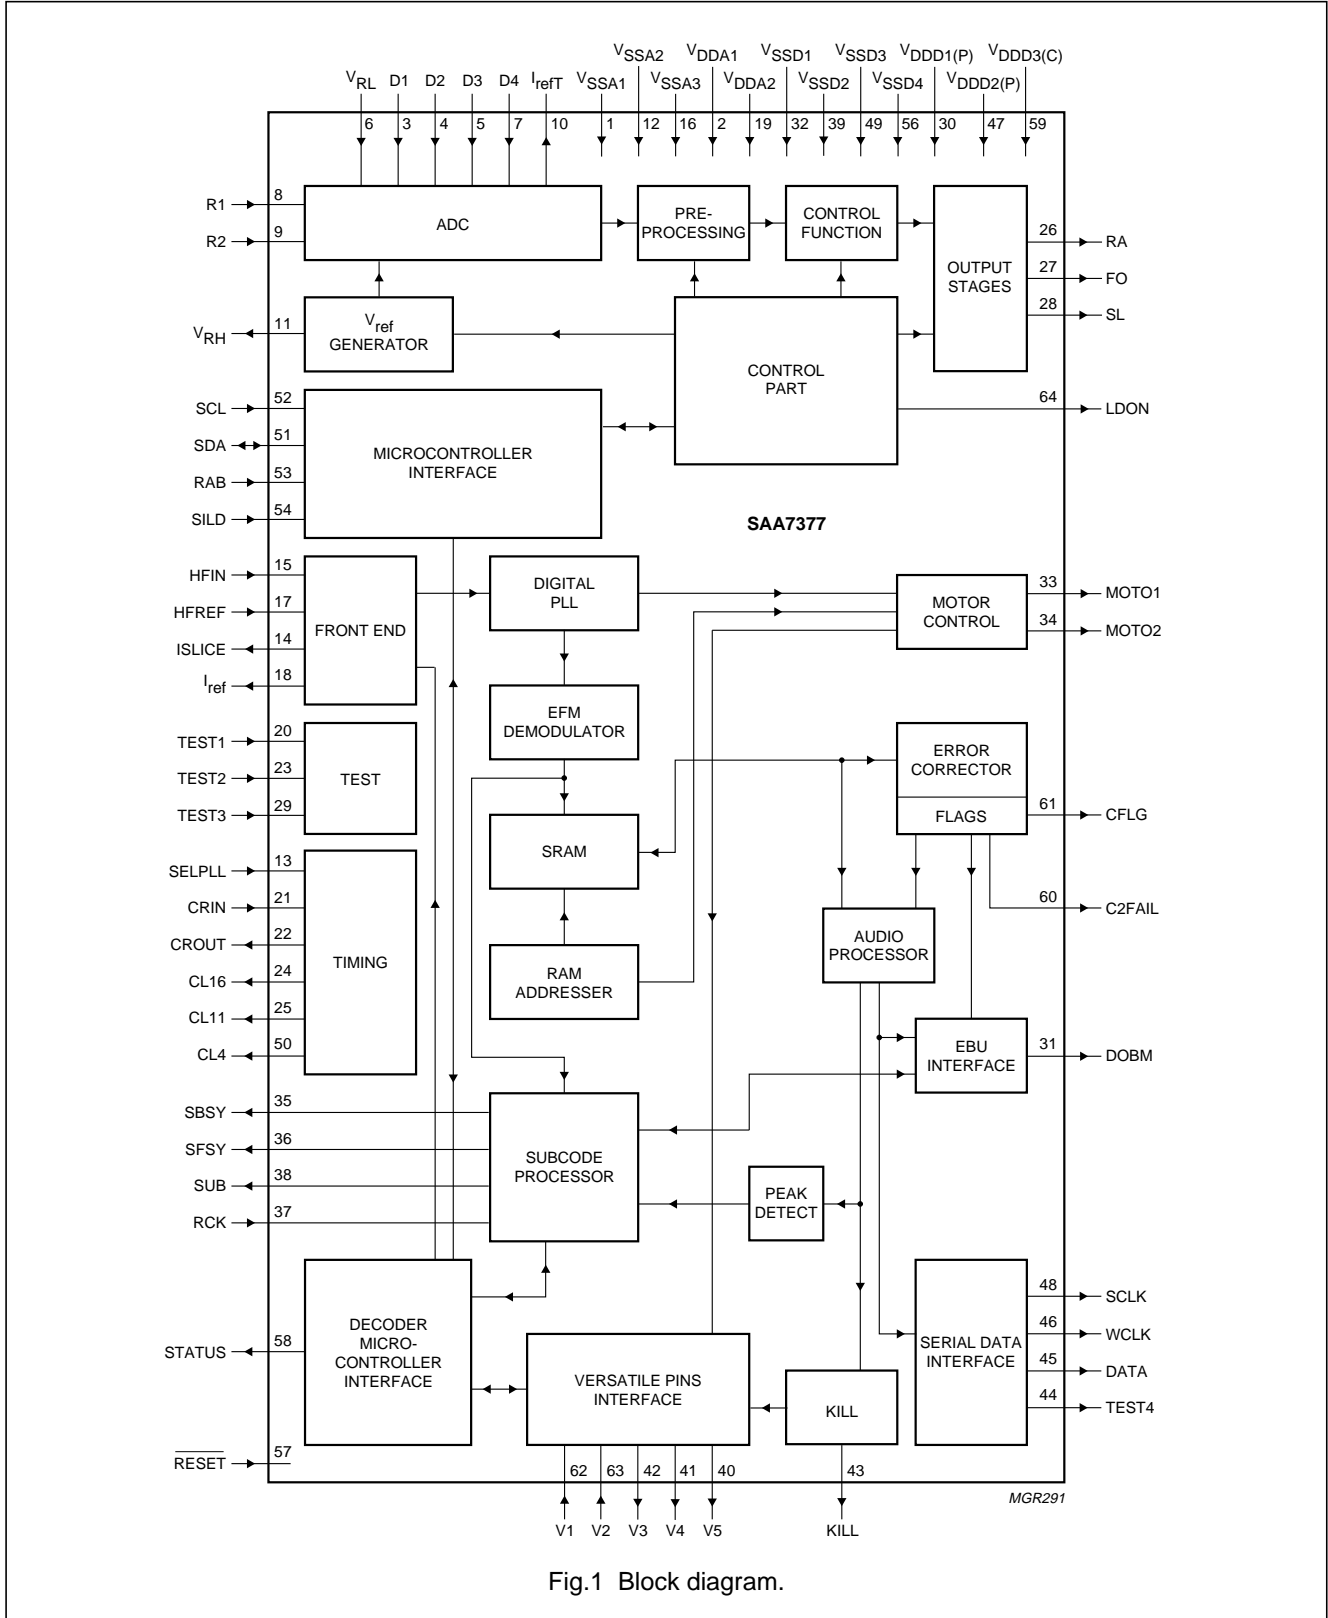 VSSA2 VDDA1 VSSD1 VSSD3 VDDD1(P) VDDD3(C)
VRL D1 D2 D3 D4 IrefT VSSA1 VSSA3 VDDA2 VSSD2 VSSD4 VDDD2(P)
6 3 4 5 7 10 1 12 16 2 19 32 39 49 56 30 47 59
R1 8
R2 9
ADC
PRE-
PROCESSING
CONTROL
FUNCTION
OUTPUT
STAGES
26 RA
27 FO
28 SL
VRH 11
Vref
GENERATOR
CONTROL
PART
64 LDON
SCL 52
SDA 51
RAB 53
SILD 54
MICROCONTROLLER
INTERFACE
SAA7377
HFIN 15
HFREF 17
ISLICE 14
Iref 18
FRONT END
DIGITAL
PLL
MOTOR
CONTROL
33 MOTO1
34 MOTO2
EFM
DEMODULATOR
TEST1 20
TEST2 23
TEST3 29
TEST
ERROR
CORRECTOR
FLAGS
61 CFLG
SRAM
60 C2FAIL
SELPLL 13
CRIN 21
CROUT 22
CL16 24
CL11 25
CL4 50
TIMING
RAM
ADDRESSER
AUDIO
PROCESSOR
EBU
INTERFACE
31 DOBM
SBSY 35
SFSY 36
SUB 38
RCK 37
SUBCODE
PROCESSOR
PEAK
DETECT
STATUS 58
DECODER
MICRO-
CONTROLLER
INTERFACE
VERSATILE PINS
INTERFACE
KILL
SERIAL DATA
INTERFACE
48 SCLK
46 WCLK
45 DATA
44 TEST4
RESET 57
62 63 42 41 40 43
MGR291
V1 V2 V3 V4 V5 KILL
Fig.1 Block diagram.